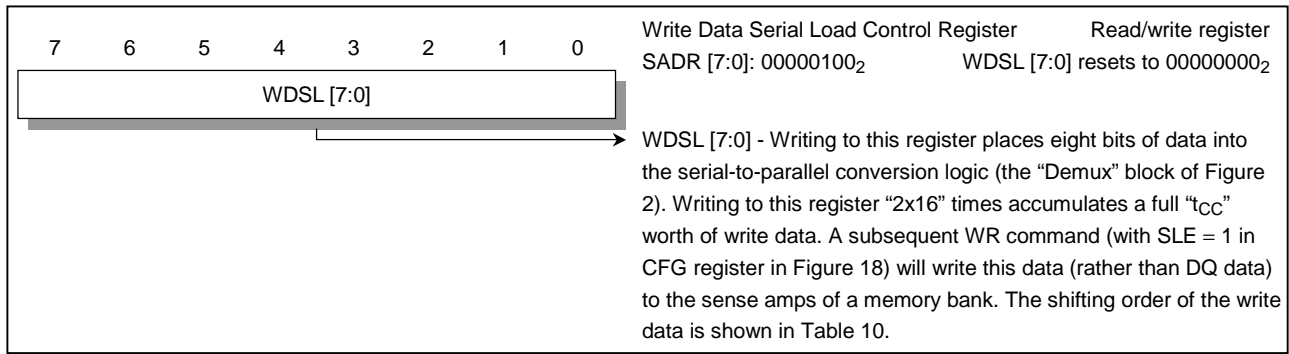 7 6 5 4 3 2 1 0
WDSL [7:0]
Write Data Serial Load Control Register Read/write register
SADR [7:0]: 00000100₂ WDSL [7:0] resets to 00000000₂
WDSL [7:0] - Writing to this register places eight bits of data into
the serial-to-parallel conversion logic (the “Demux” block of Figure
2). Writing to this register “2x16” times accumulates a full “tCC”
worth of write data. A subsequent WR command (with SLE = 1 in
CFG register in Figure 18) will write this data (rather than DQ data)
to the sense amps of a memory bank. The shifting order of the write
data is shown in Table 10.